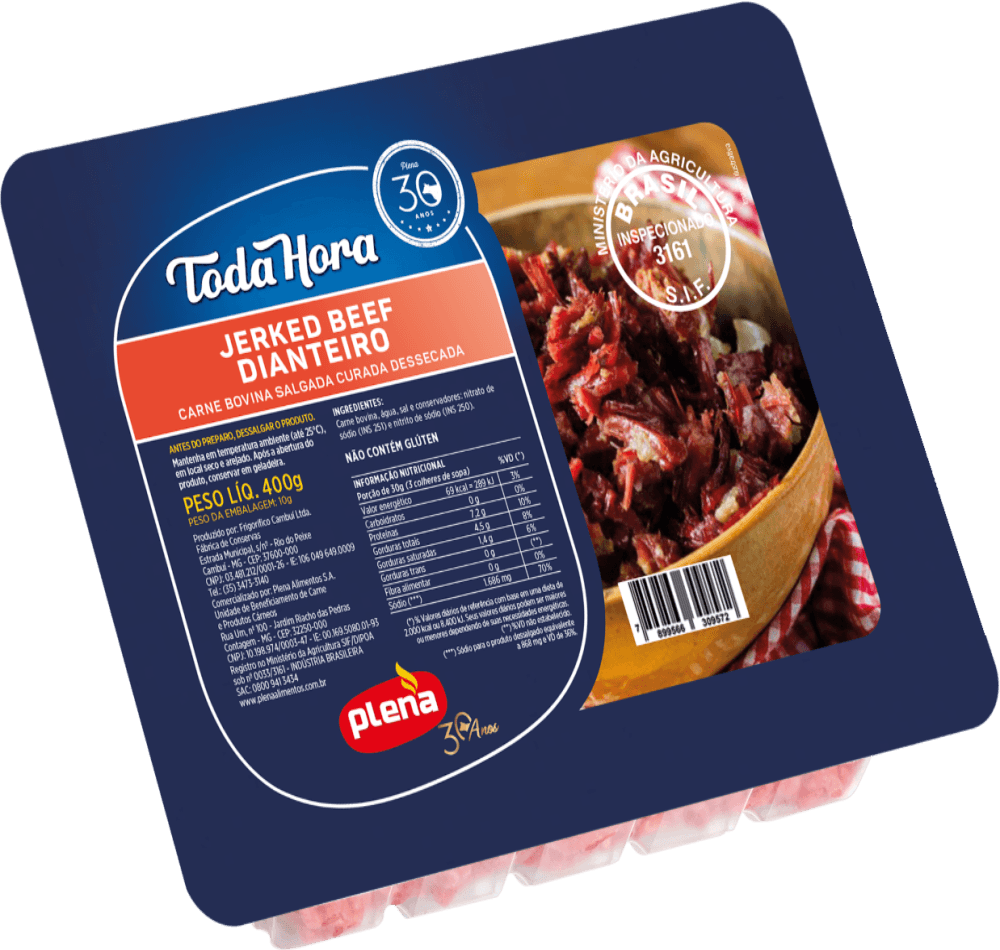 Plena
30
ANOS
Toda Hora
JERKED BEEF
DIANTEIRO
CARNE BOVINA SALGADA CURADA DESSECADA
ANTES DO PREPARO, DESSALGAR O PRODUTO.
Mantenha em temperatura ambiente (até 25°C),
em local seco e arejado. Após a abertura do
produto, conservar em geladeira.
PESO LÍQ. 400g
PESO DA EMBALAGEM: 10g
Produzido por: Frigorífico Cambuí Ltda.
Fábrica de Conservas
Estrada Municipal, s/nº - Rio do Peixe
Cambuí - MG - CEP: 37600-000
CNPJ: 03.481.212/0001-26 - IE: 106 049 649.0009
Tel.: (35) 3473-3140
Comercializado por: Plena Alimentos S.A.
Unidade de Beneficiamento de Carne
e Produtos Cárneos
Rua Um, nº 100 - Jardim Riacho das Pedras
Contagem - MG - CEP: 32250-000
CNPJ: 10.198.974/0003-47 - IE: 00.169.5080.01-93
Registro no Ministério da Agricultura SIF/DIPOA
sob nº 0033/3161 - INDÚSTRIA BRASILEIRA
SAC: 0800 941 3434
www.plenaalimentos.com.br
INGREDIENTES:
Carne bovina, água, sal e conservadores: nitrato de
sódio (INS 251) e nitrito de sódio (INS 250).
NÃO CONTÉM GLÚTEN
INFORMAÇÃO NUTRICIONAL
Porção de 30g (3 colheres de sopa) %VD (*)
Valor energético 69 kcal = 289 kJ 3%
Carboidratos 0 g 0%
Proteínas 7,2 g 10%
Gorduras totais 4,5 g 8%
Gorduras saturadas 1,4 g 6%
Gorduras trans 0 g (**)
Fibra alimentar 0 g 0%
Sódio (***) 1.686 mg 70%
(*) % Valores diários de referência com base em uma dieta de
2.000 kcal ou 8.400 kJ. Seus valores diários podem ser maiores
ou menores dependendo de suas necessidades energéticas.
(**) %VD não estabelecido.
(***) Sódio para o produto dessalgado equivalente
a 868 mg e VD de 36%.
plena
30 Anos
MINISTÉRIO DA AGRICULTURA
BRASIL
INSPECIONADO
3161
S.I.F.
7 899566 309572